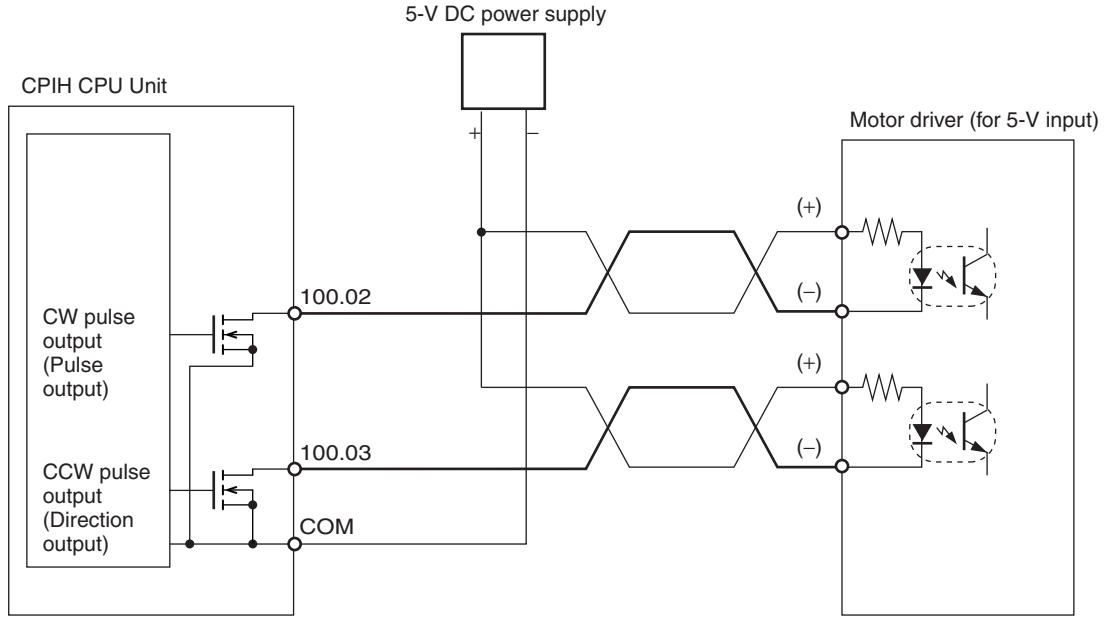 5-V DC power supply
CPIH CPU Unit
Motor driver (for 5-V input)
+
−
(+)
100.02
(−)
CW pulse
output
(Pulse
output)
(+)
100.03
(−)
CCW pulse
output
(Direction
output)
COM